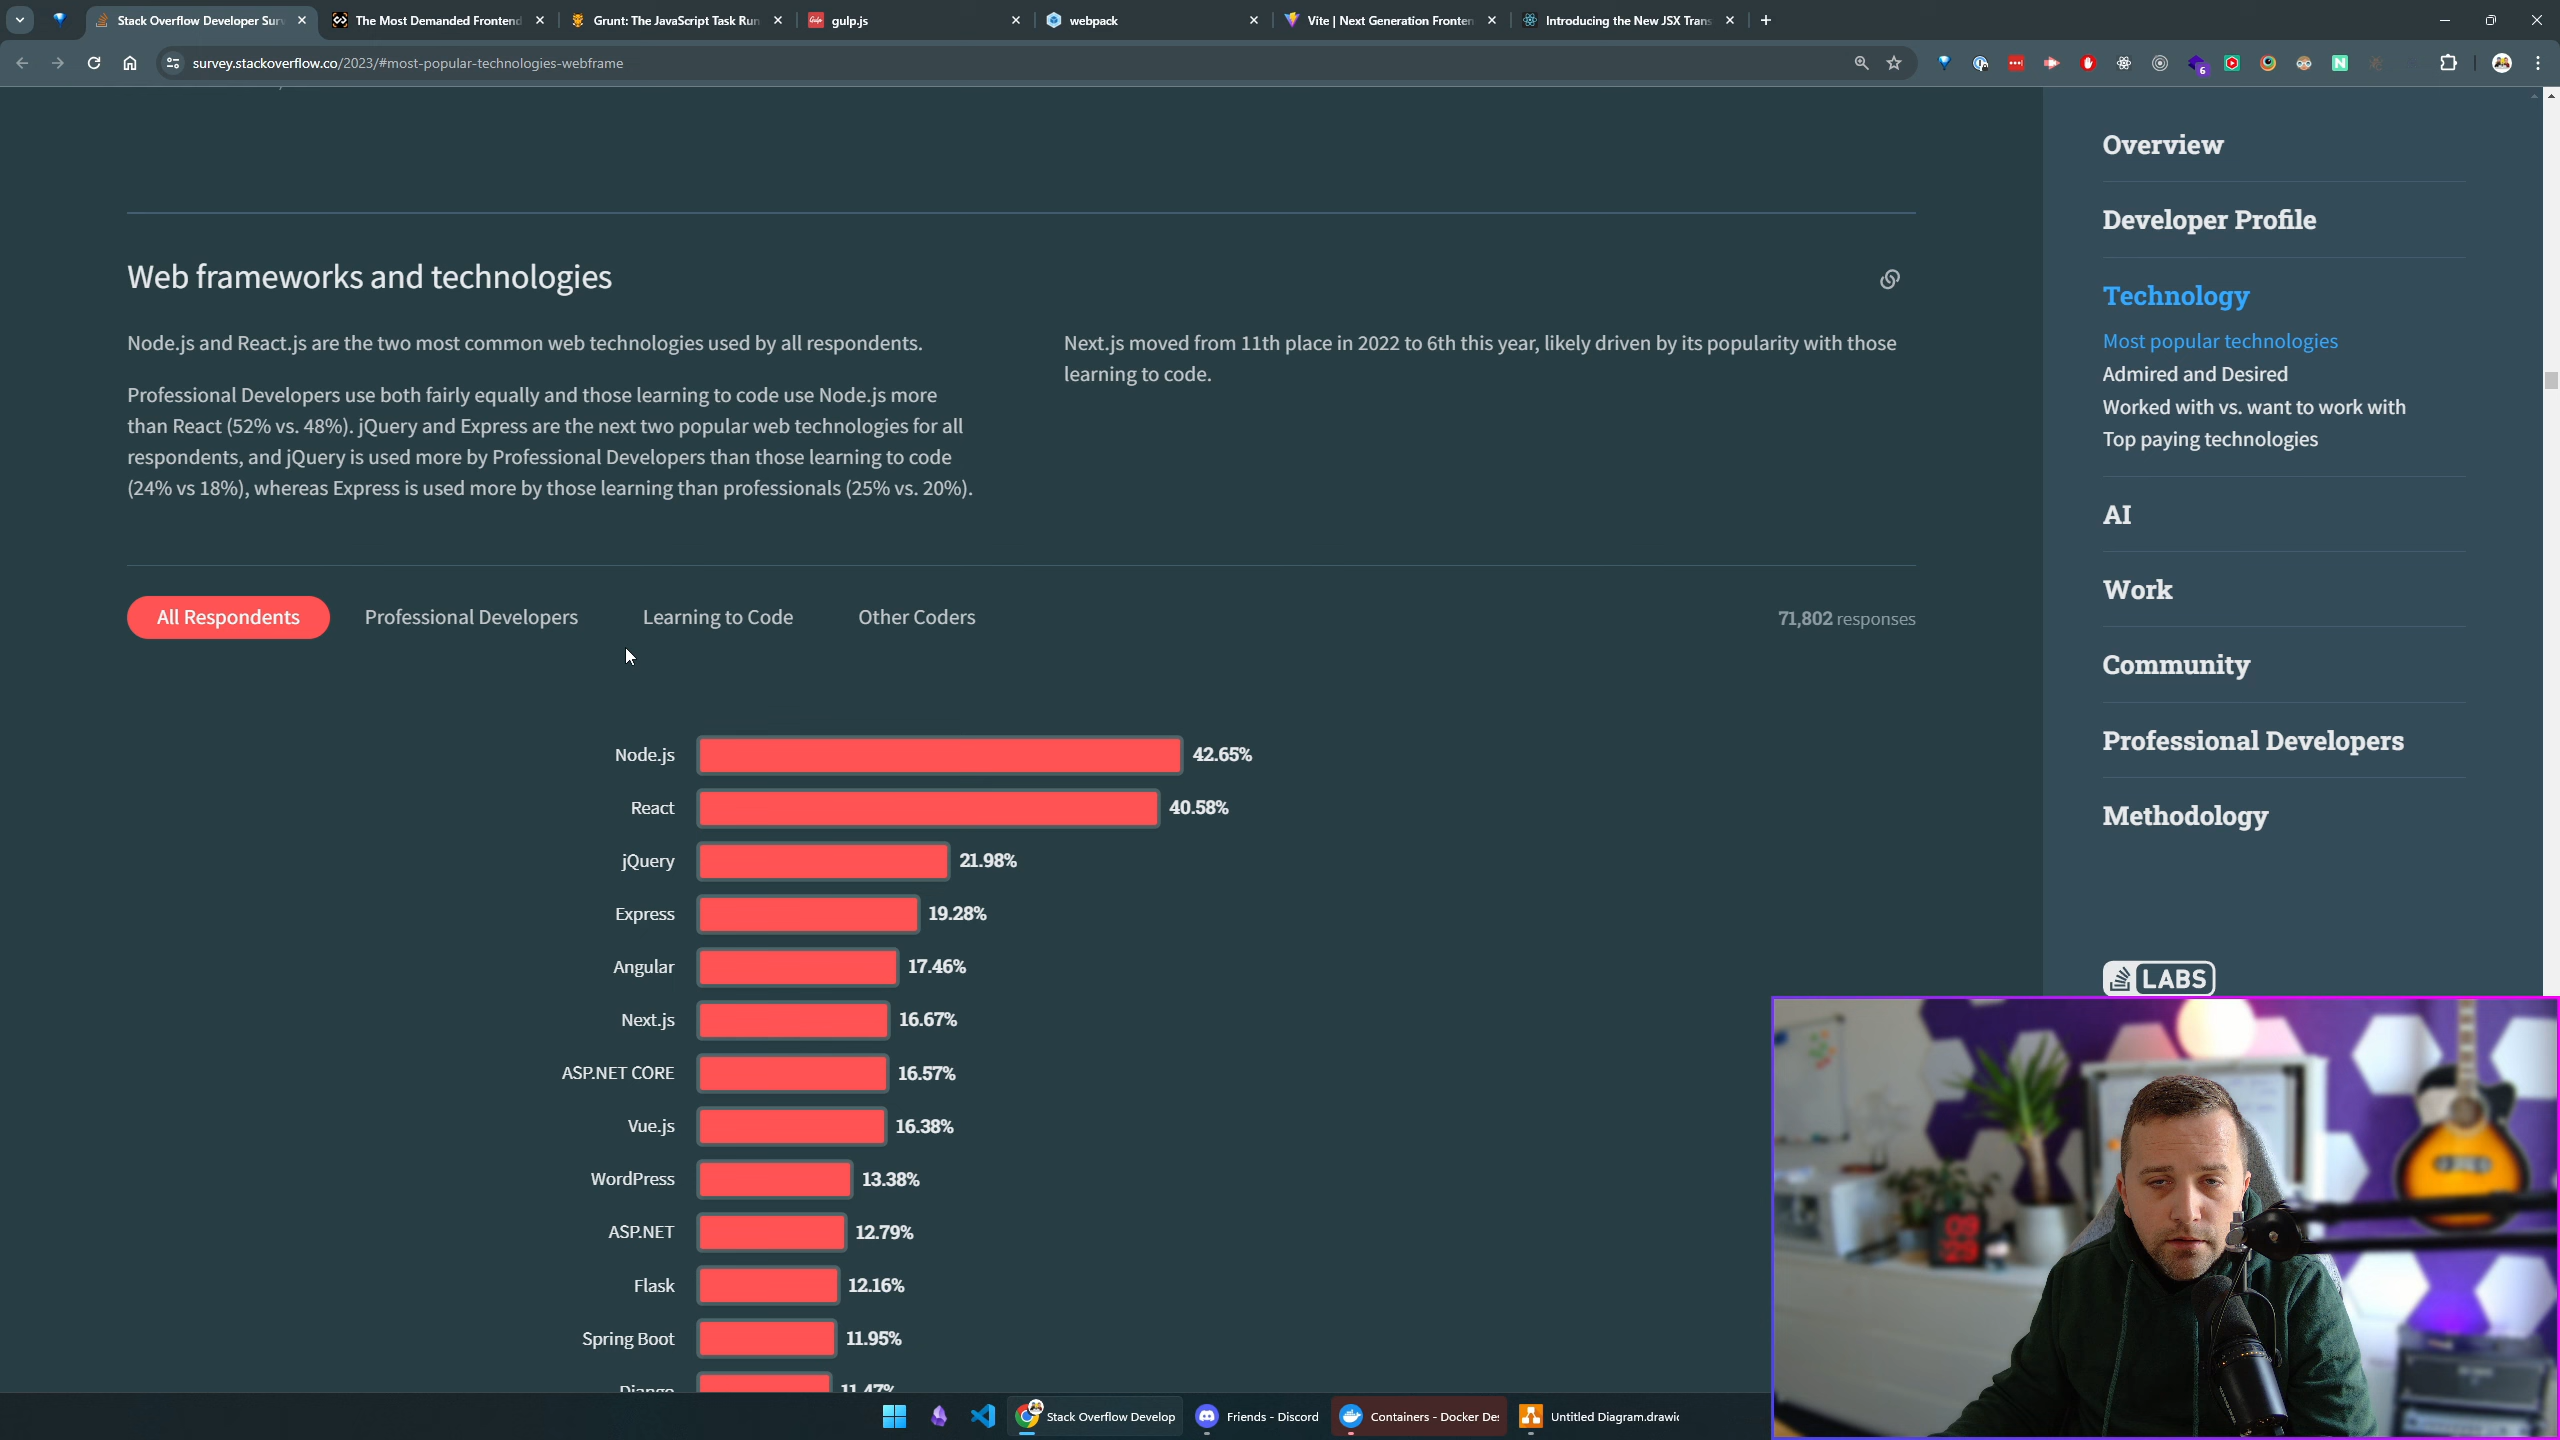 Stack Overflow Developer Surv
The Most Demanded Frontend
Grunt: The JavaScript Task Run
gulp.js
webpack
Vite | Next Generation Fronten
Introducing the New JSX Trans
survey.stackoverflow.co/2023/#most-popular-technologies-webframe
6
Web frameworks and technologies
Node.js and React.js are the two most common web technologies used by all respondents.
Professional Developers use both fairly equally and those learning to code use Node.js more
than React (52% vs. 48%). jQuery and Express are the next two popular web technologies for all
respondents, and jQuery is used more by Professional Developers than those learning to code
(24% vs 18%), whereas Express is used more by those learning than professionals (25% vs. 20%).
Next.js moved from 11th place in 2022 to 6th this year, likely driven by its popularity with those
learning to code.
All Respondents
Professional Developers
Learning to Code
Other Coders
71,802 responses
Node.js 42.65%
React 40.58%
jQuery 21.98%
Express 19.28%
Angular 17.46%
Next.js 16.67%
ASP.NET CORE 16.57%
Vue.js 16.38%
WordPress 13.38%
ASP.NET 12.79%
Flask 12.16%
Spring Boot 11.95%
Django 11.47%
Overview
Developer Profile
Technology
Most popular technologies
Admired and Desired
Worked with vs. want to work with
Top paying technologies
AI
Work
Community
Professional Developers
Methodology
LABS
Stack Overflow Develop
Friends - Discord
Containers - Docker De
Untitled Diagram.drawi